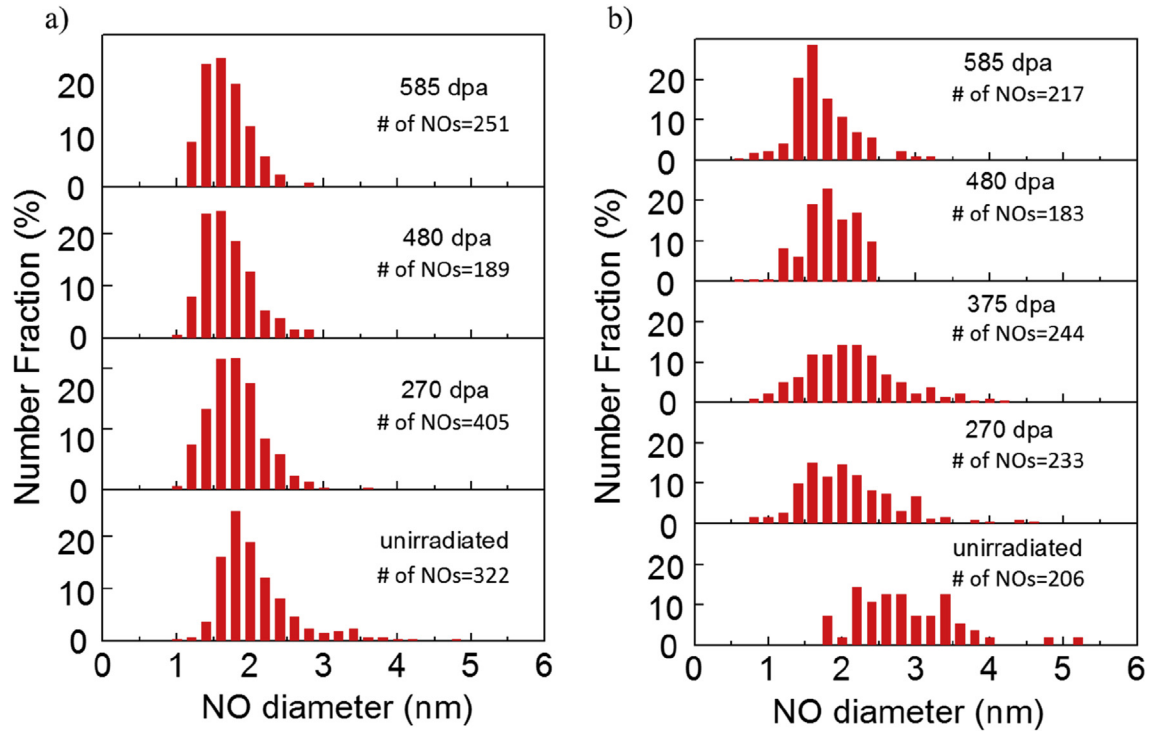 a)
Number Fraction (%)
20
10
0
585 dpa
# of NOs=251
20
10
0
480 dpa
# of NOs=189
20
10
0
270 dpa
# of NOs=405
20
10
0
unirradiated
# of NOs=322
0 1 2 3 4 5 6
NO diameter (nm)
b)
Number Fraction (%)
20
10
0
585 dpa
# of NOs=217
20
10
0
480 dpa
# of NOs=183
20
10
0
375 dpa
# of NOs=244
20
10
0
270 dpa
# of NOs=233
20
10
0
unirradiated
# of NOs=206
0 1 2 3 4 5 6
NO diameter (nm)